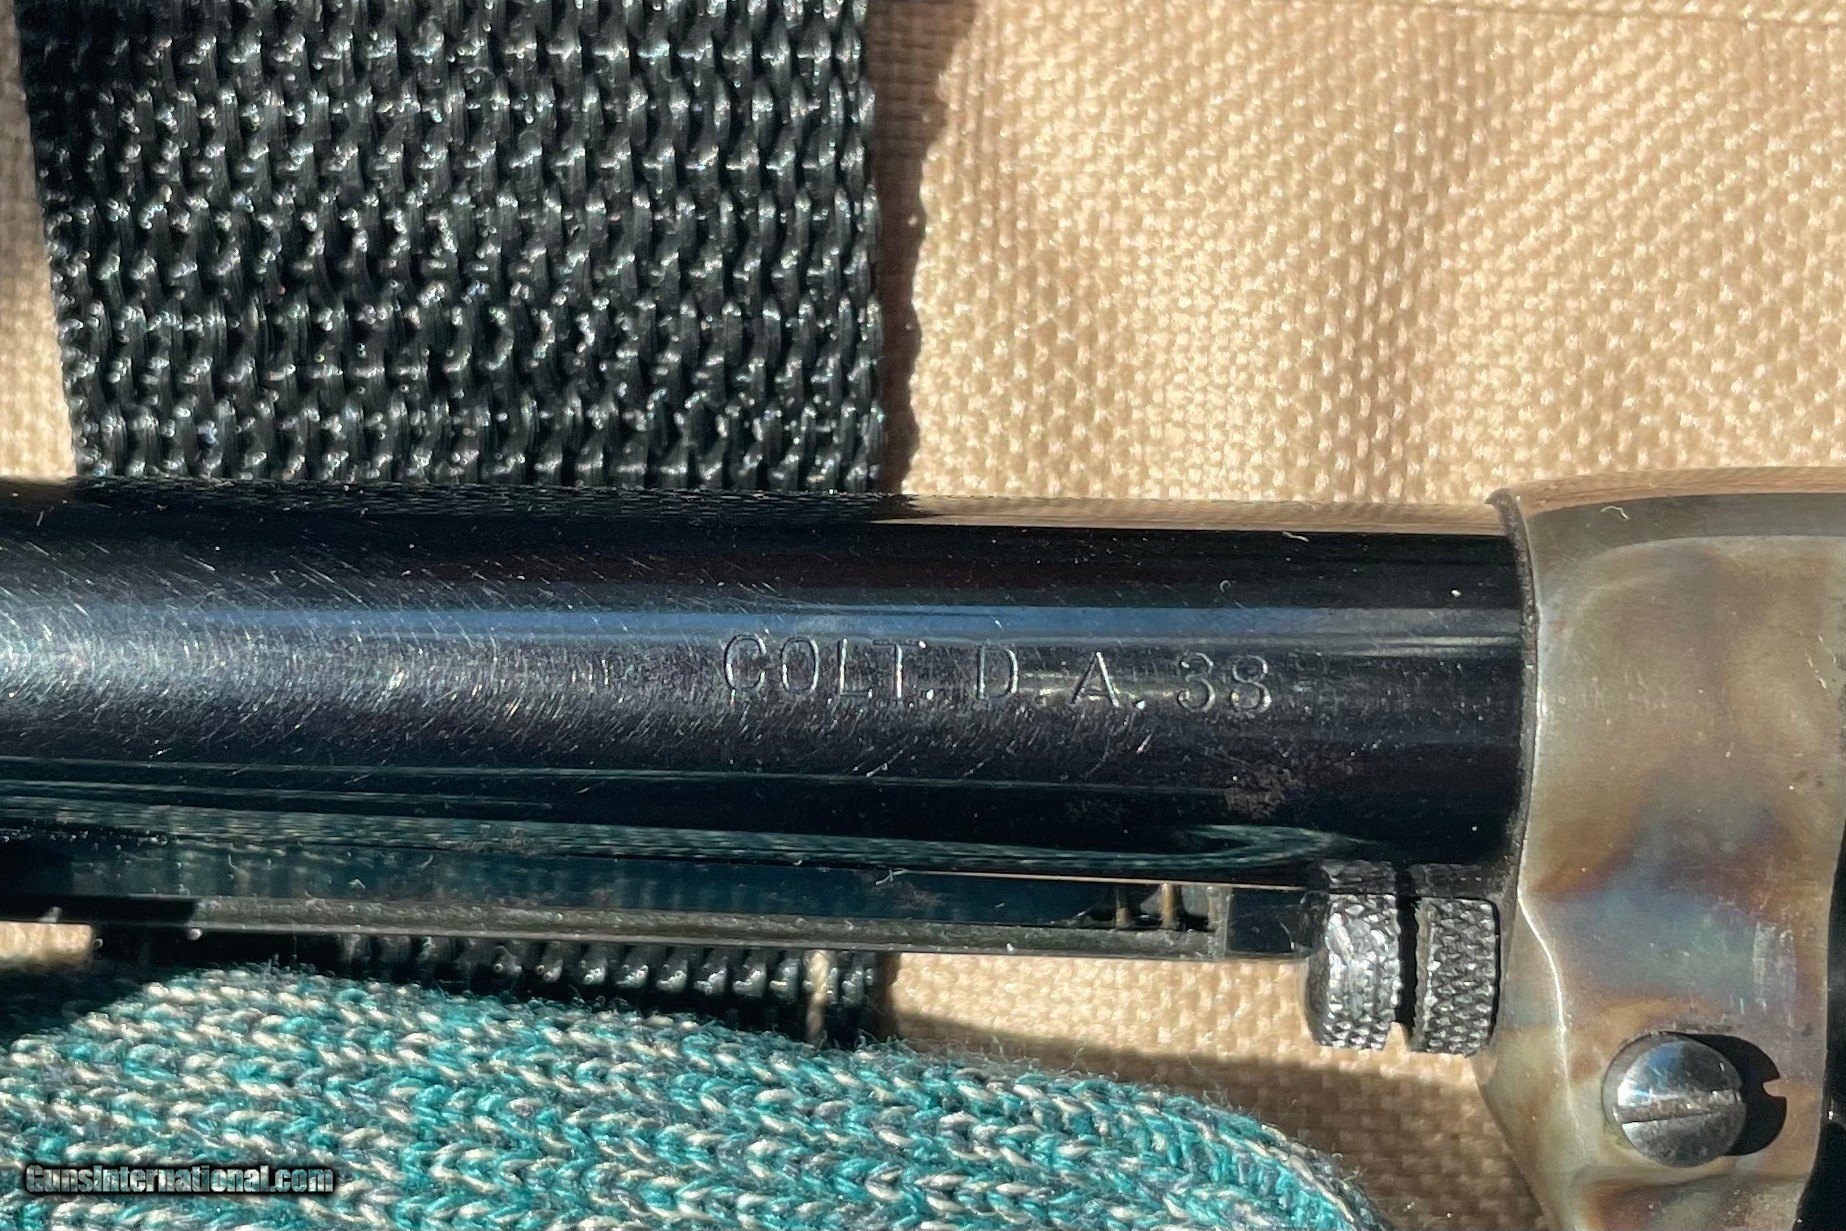 COLT. D. A. 38
GunsInternational.com